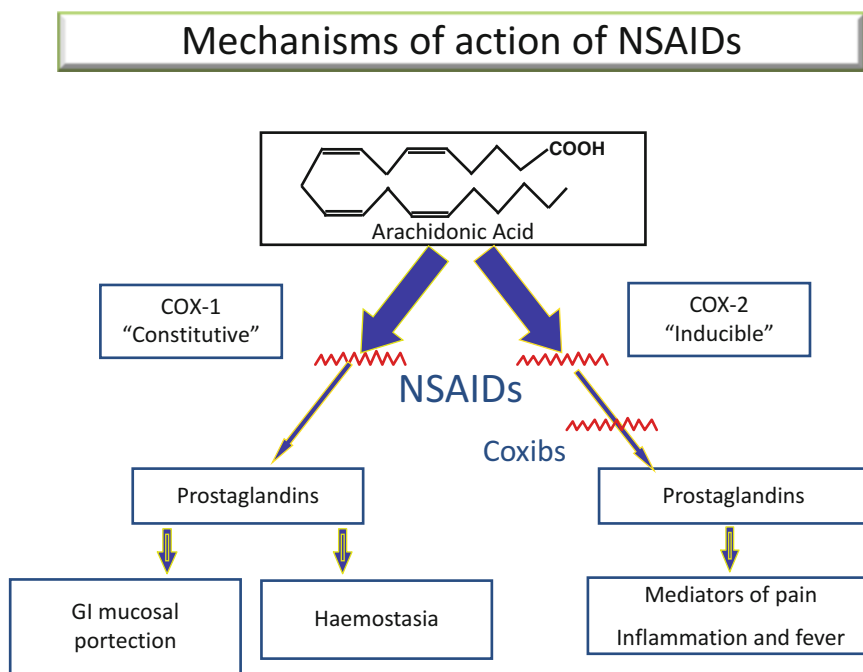 Mechanisms of action of NSAIDs
COOH
Arachidonic Acid
COX-1
“Constitutive”
COX-2
“Inducible”
NSAIDs
Coxibs
Prostaglandins
Prostaglandins
GI mucosal
portection
Haemostasia
Mediators of pain
Inflammation and fever